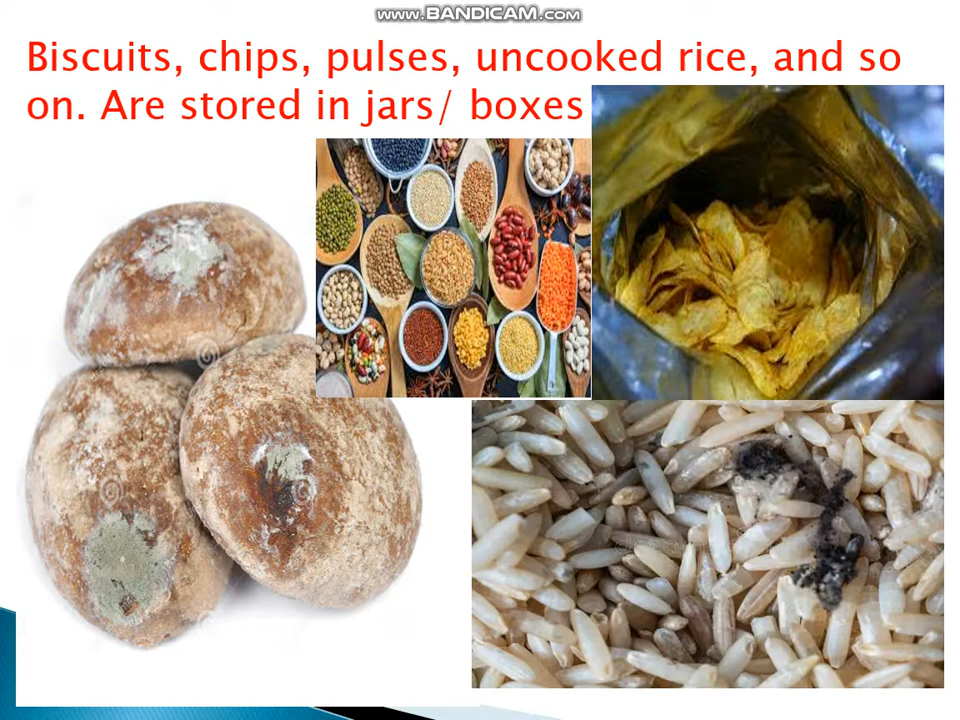 www.BANDICAM.com
Biscuits, chips, pulses, uncooked rice, and so
on. Are stored in jars/ boxes